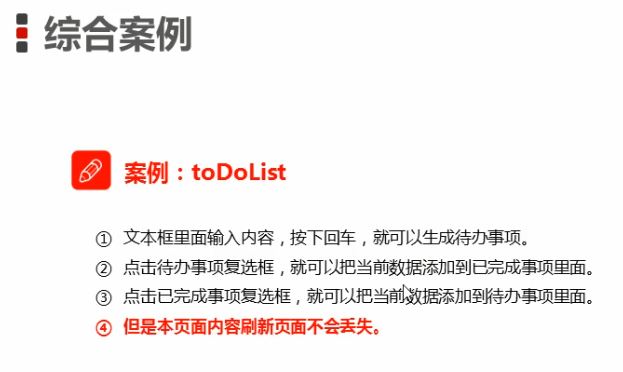 综合案例
案例：toDoList
① 文本框里面输入内容，按下回车，就可以生成待办事项。
② 点击待办事项复选框，就可以把当前数据添加到已完成事项里面。
③ 点击已完成事项复选框，就可以把当前数据添加到待办事项里面。
④ 但是本页面内容刷新页面不会丢失。